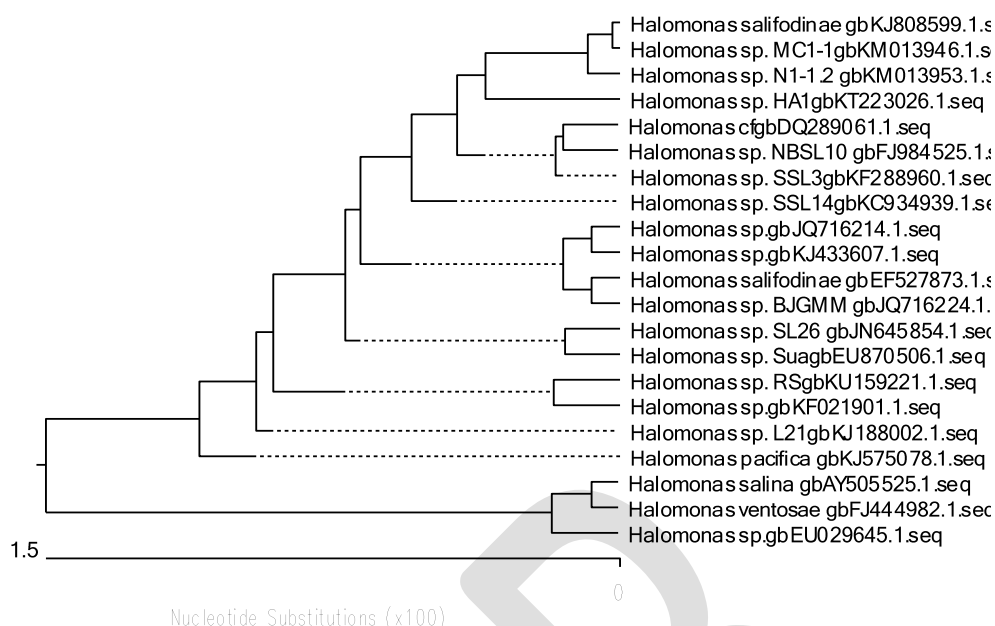 Halomonas salifodinae gbKJ808599.1.s
Halomonas sp. MC1-1gbKM013946.1.s
Halomonas sp. N1-1.2 gbKM013953.1.s
Halomonas sp. HA1gbKT223026.1.seq
Halomonas cfgbDQ289061.1.seq
Halomonas sp. NBSL10 gbFJ984525.1.s
Halomonas sp. SSL3gbKF288960.1.seq
Halomonas sp. SSL14gbKC934939.1.se
Halomonas sp.gbJQ716214.1.seq
Halomonas sp.gbKJ433607.1.seq
Halomonas salifodinae gbEF527873.1.s
Halomonas sp. BJGMM gbJQ716224.1.
Halomonas sp. SL26 gbJN645854.1.seq
Halomonas sp. SuagbEU870506.1.seq
Halomonas sp. RSgbKU159221.1.seq
Halomonas sp.gbKF021901.1.seq
Halomonas sp. L21gbKJ188002.1.seq
Halomonas pacifica gbKJ575078.1.seq
Halomonas salina gbAY505525.1.seq
Halomonas ventosae gbFJ444982.1.seq
Halomonas sp.gbEU029645.1.seq
1.5
0
Nucleotide Substitutions (x100)